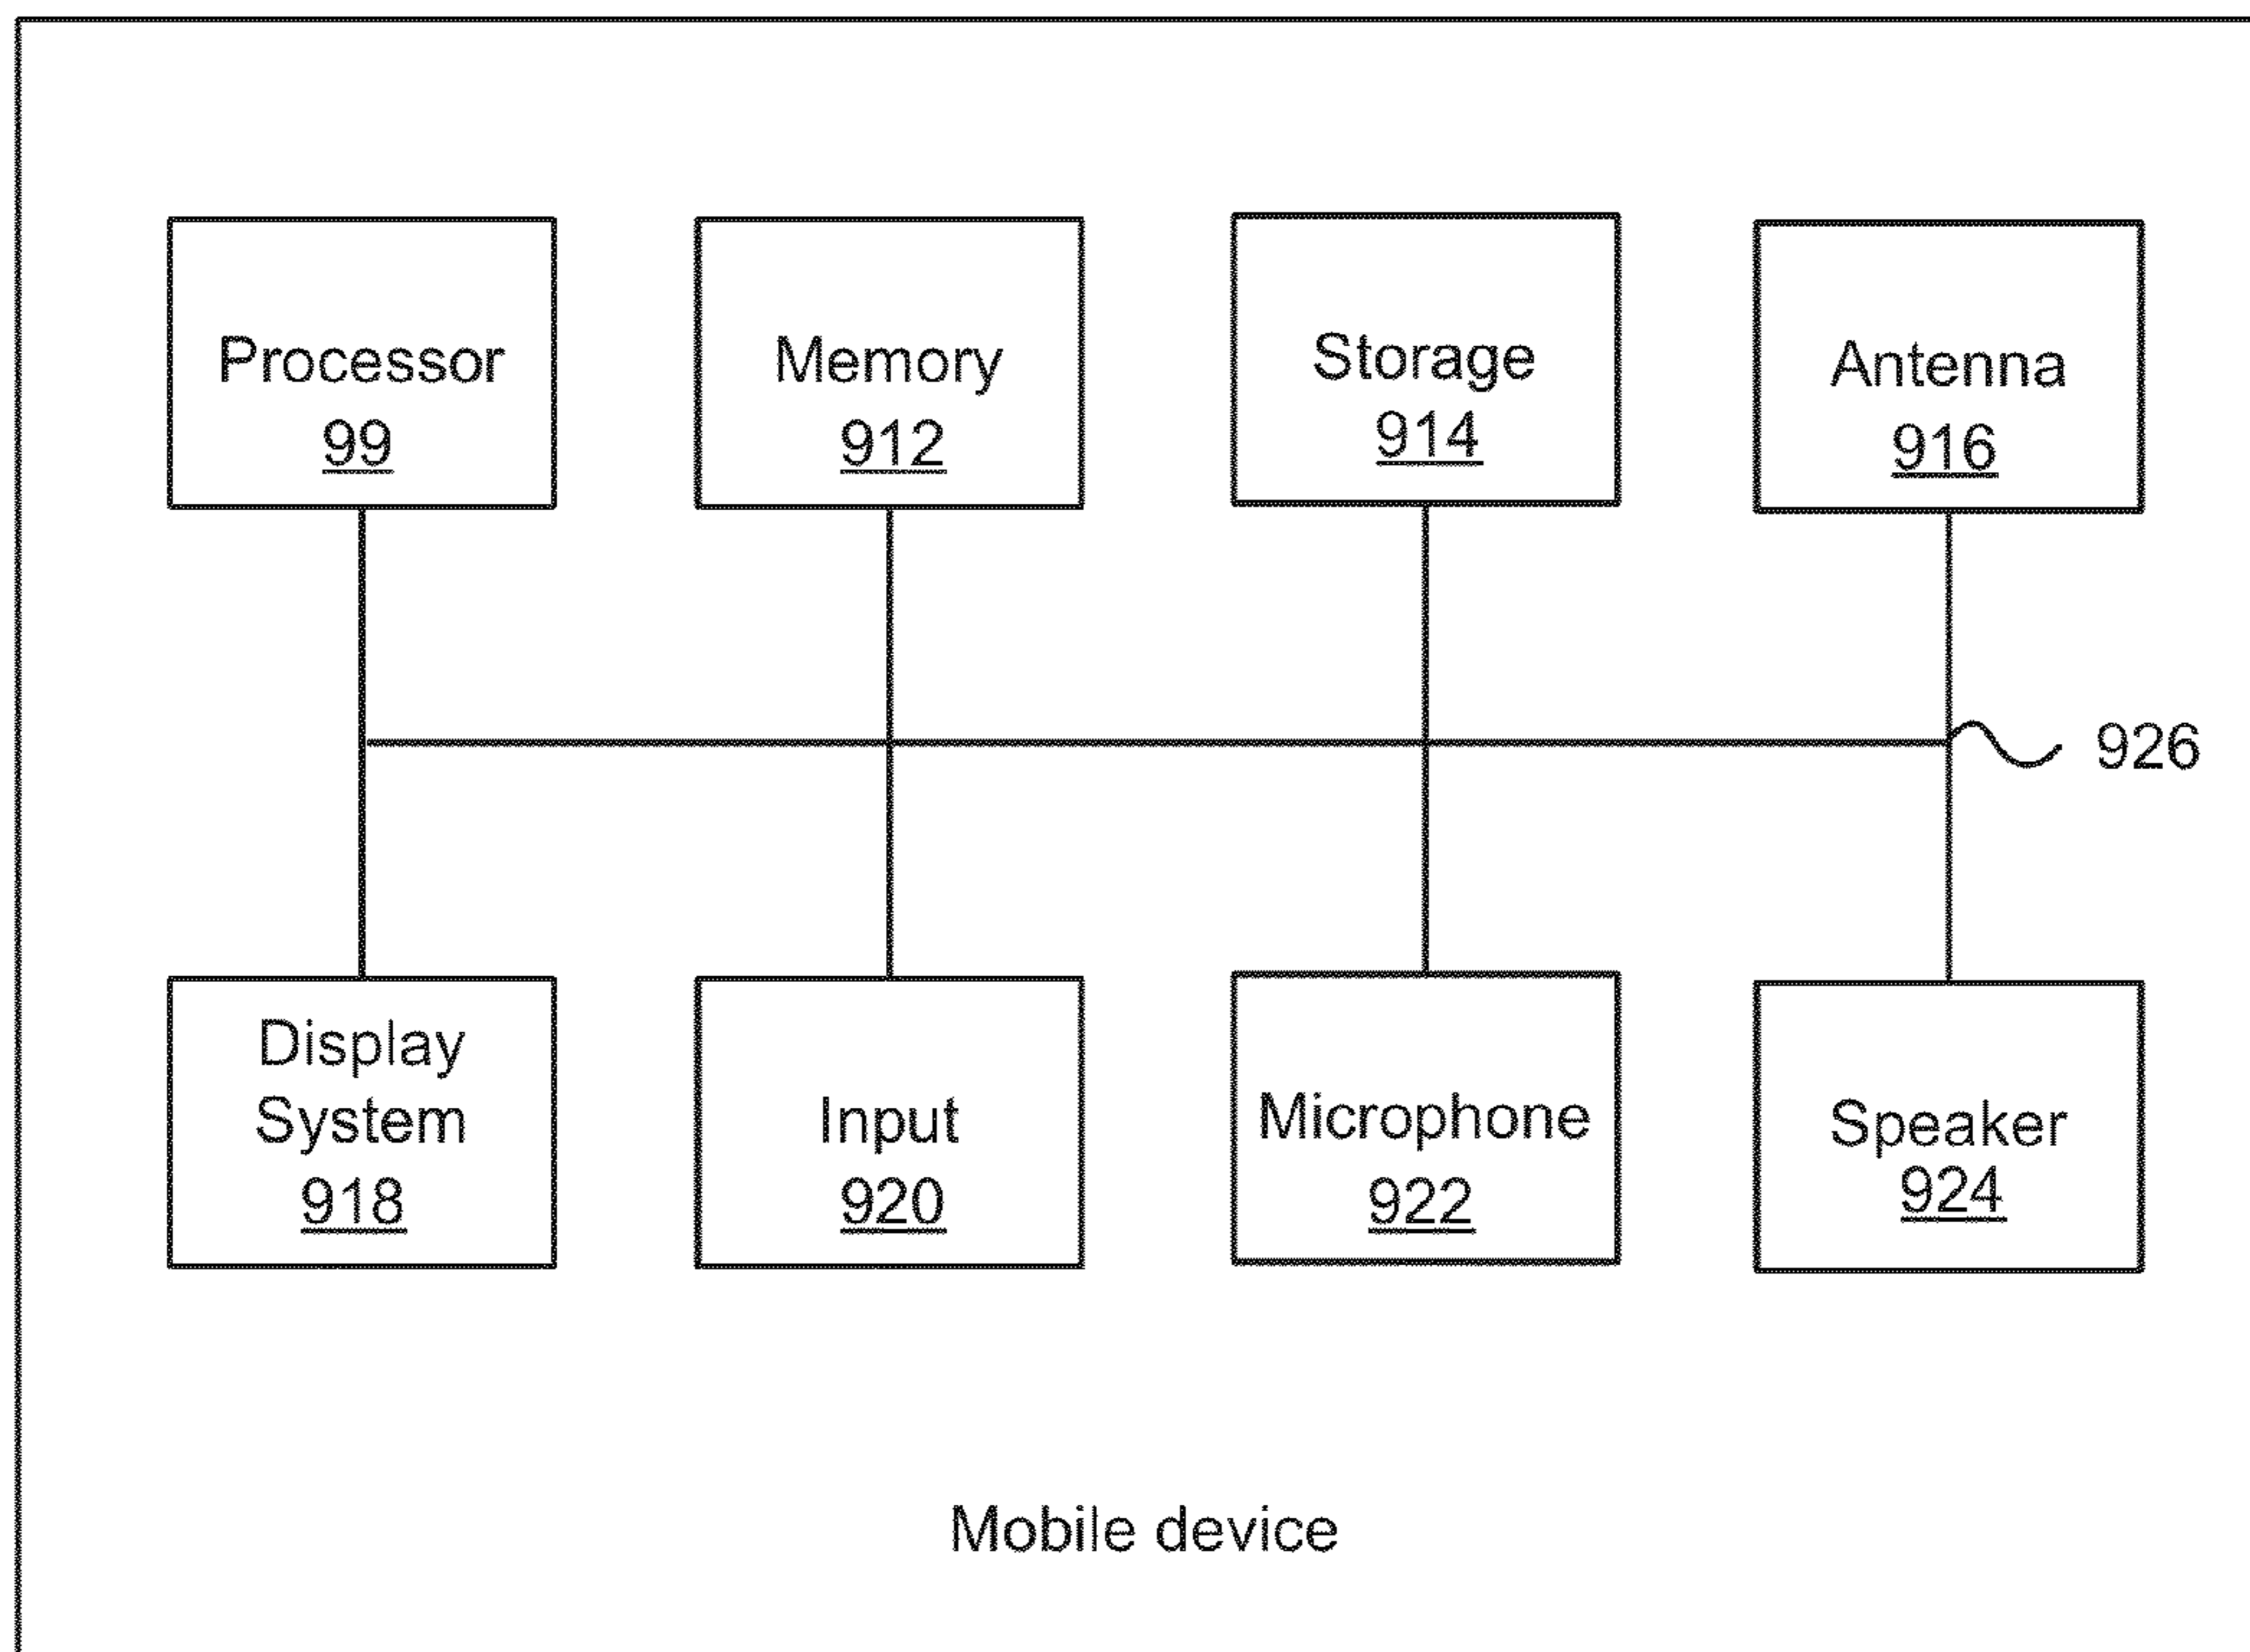 Processor
99
Memory
912
Storage
914
Antenna
916
926
Display
System
918
Input
920
Microphone
922
Speaker
924
Mobile device